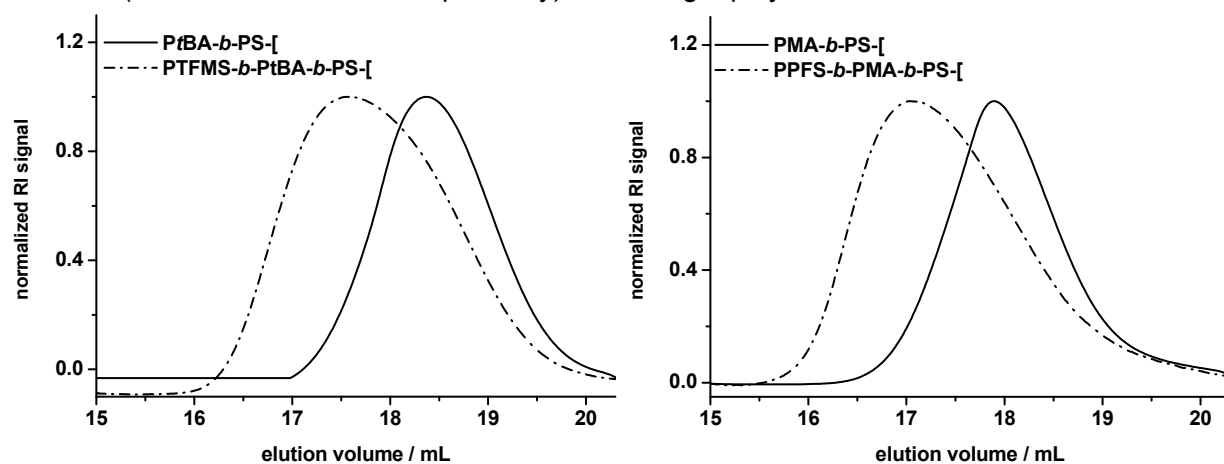 1.2
0.8
0.4
0.0
normalized RI signal
PtBA-b-PS-[
PTFMS-b-PtBA-b-PS-[
15 16 17 18 19 20
elution volume / mL
1.2
0.8
0.4
0.0
normalized RI signal
PMA-b-PS-[
PPFS-b-PMA-b-PS-[
15 16 17 18 19 20
elution volume / mL